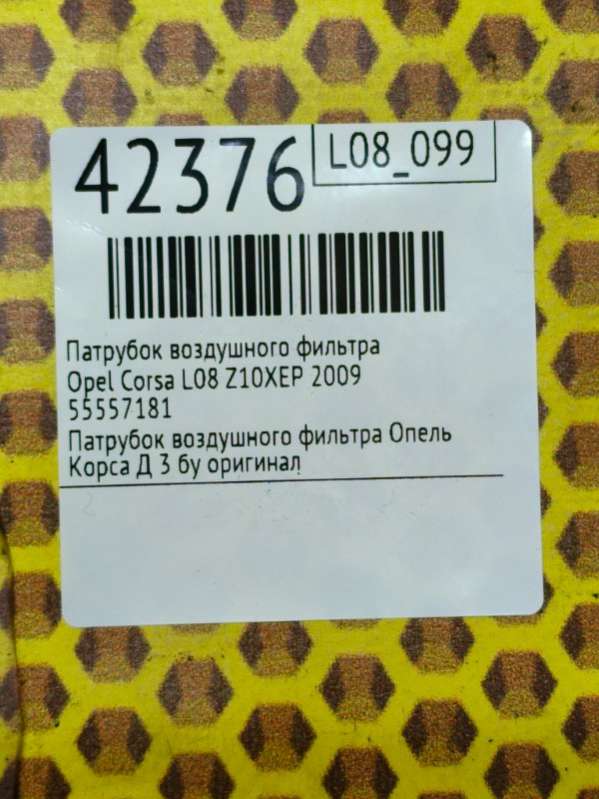 42376
L08_099
Патрубок воздушного фильтра
Opel Corsa L08 Z10XEP 2009
55557181
Патрубок воздушного фильтра Опель
Корса Д 3 бу оригинал